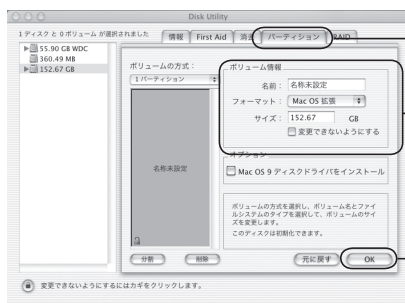 Disk Utility
1 ディスク と 0 ボリューム が選択されました
情報 First Aid 消去 パーティション RAID
55.90 GB WDC
360.49 MB
152.67 GB
ボリュームの方式：
1 パーティション
名称未設定
ボリューム情報
名前： 名称未設定
フォーマット： Mac OS 拡張
サイズ： 152.67 GB
変更できないようにする
オプション
Mac OS 9 ディスクドライバをインストール
ボリュームの方式を選択し、ボリューム名とファイ
ルシステムのタイプを選択して、ボリュームのサイ
ズを変更します。
このディスクは初期化できます。
分割 削除 元に戻す OK
変更できないようにするにはカギをクリックします。